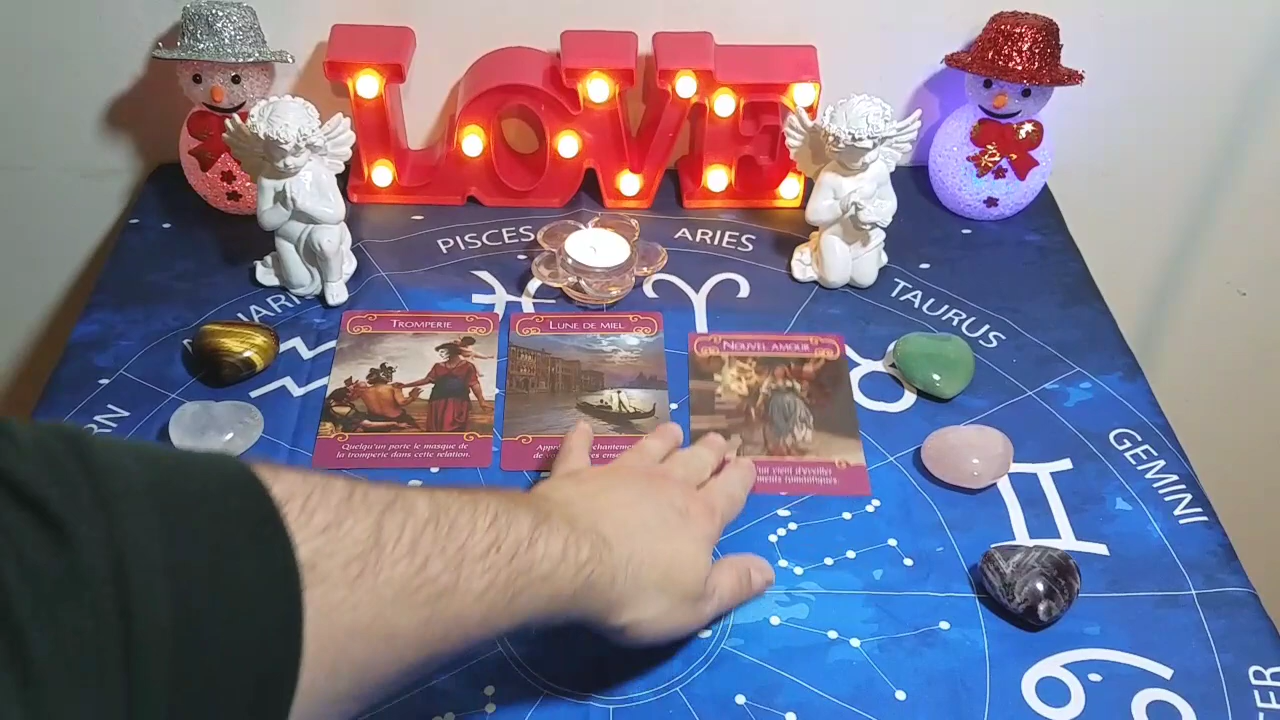 LOVE
PISCES
ARIES
TAURUS
GEMINI
TROMPERIE
Quelqu'un porte le masque de
la tromperie dans cette relation.
LUNE DE MIEL
NOUVEL AMOUR